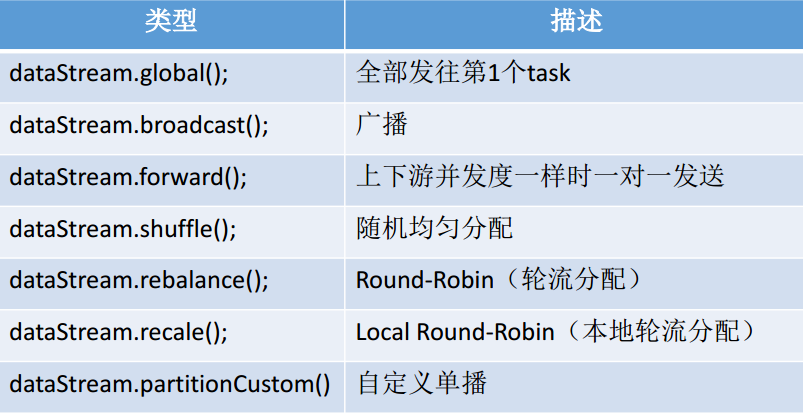 类型 描述
dataStream.global(); 全部发往第1个task
dataStream.broadcast(); 广播
dataStream.forward(); 上下游并发度一样时一对一发送
dataStream.shuffle(); 随机均匀分配
dataStream.rebalance(); Round-Robin（轮流分配）
dataStream.recale(); Local Round-Robin（本地轮流分配）
dataStream.partitionCustom() 自定义单播